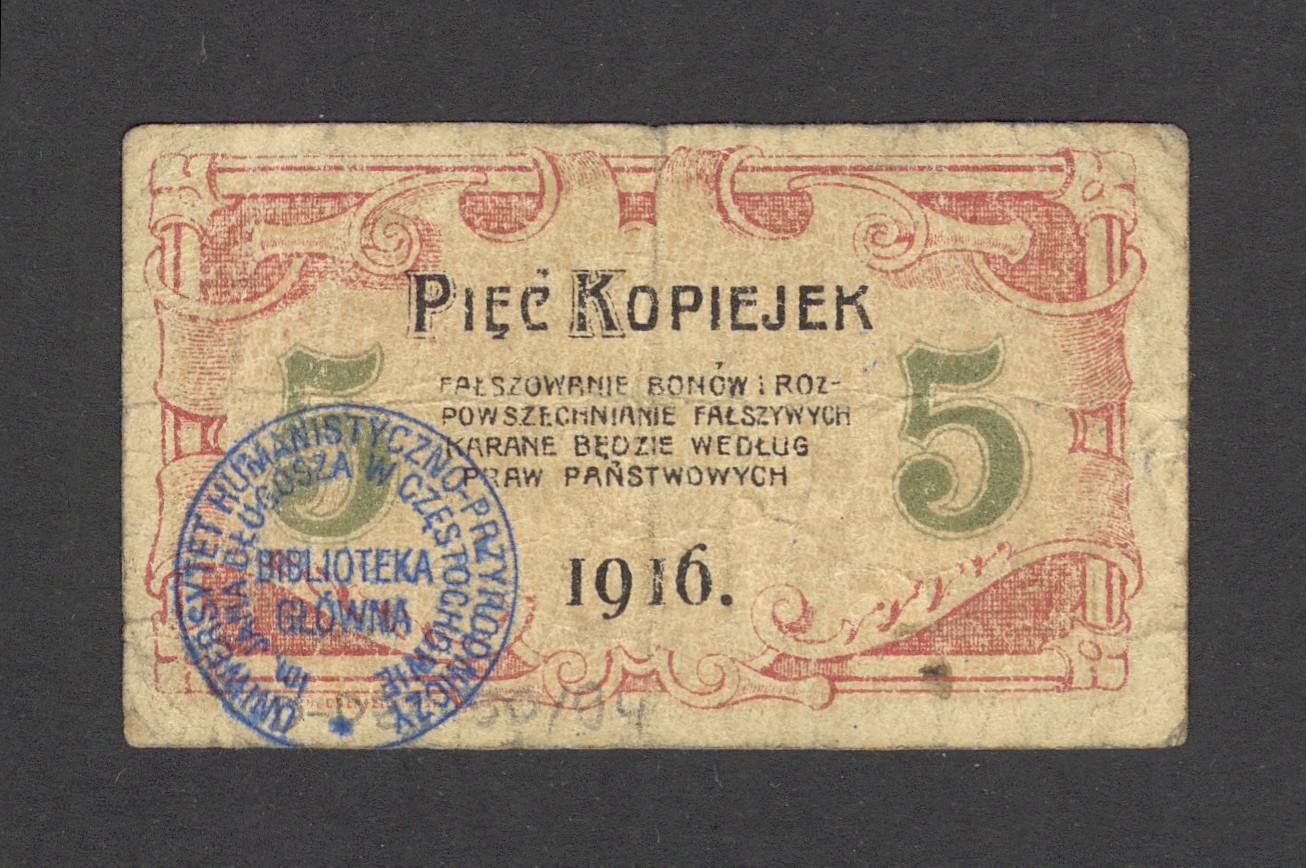 PIĘĆ KOPIEJEK
5
5
FAŁSZOWANIE BONÓW I ROZ-
POWSZECHNIANIE FAŁSZYWYCH
KARANE BĘDZIE WEDŁUG
PRAW PAŃSTWOWYCH
1916.
UNIWERSYTET HUMANISTYCZNO-PRZYRODNICZY
IM. JANA DŁUGOSZA W CZĘSTOCHOWIE
BIBLIOTEKA
GŁÓWNA